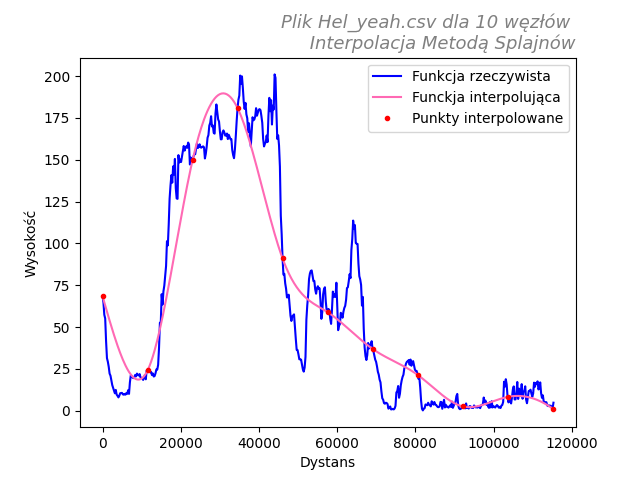 Plik Hel_yeah.csv dla 10 węzłów
Interpolacja Metodą Splajnów
Funkcja rzeczywista
Funckja interpolująca
Punkty interpolowane
Wysokość
200
175
150
125
100
75
50
25
0
0 20000 40000 60000 80000 100000 120000
Dystans